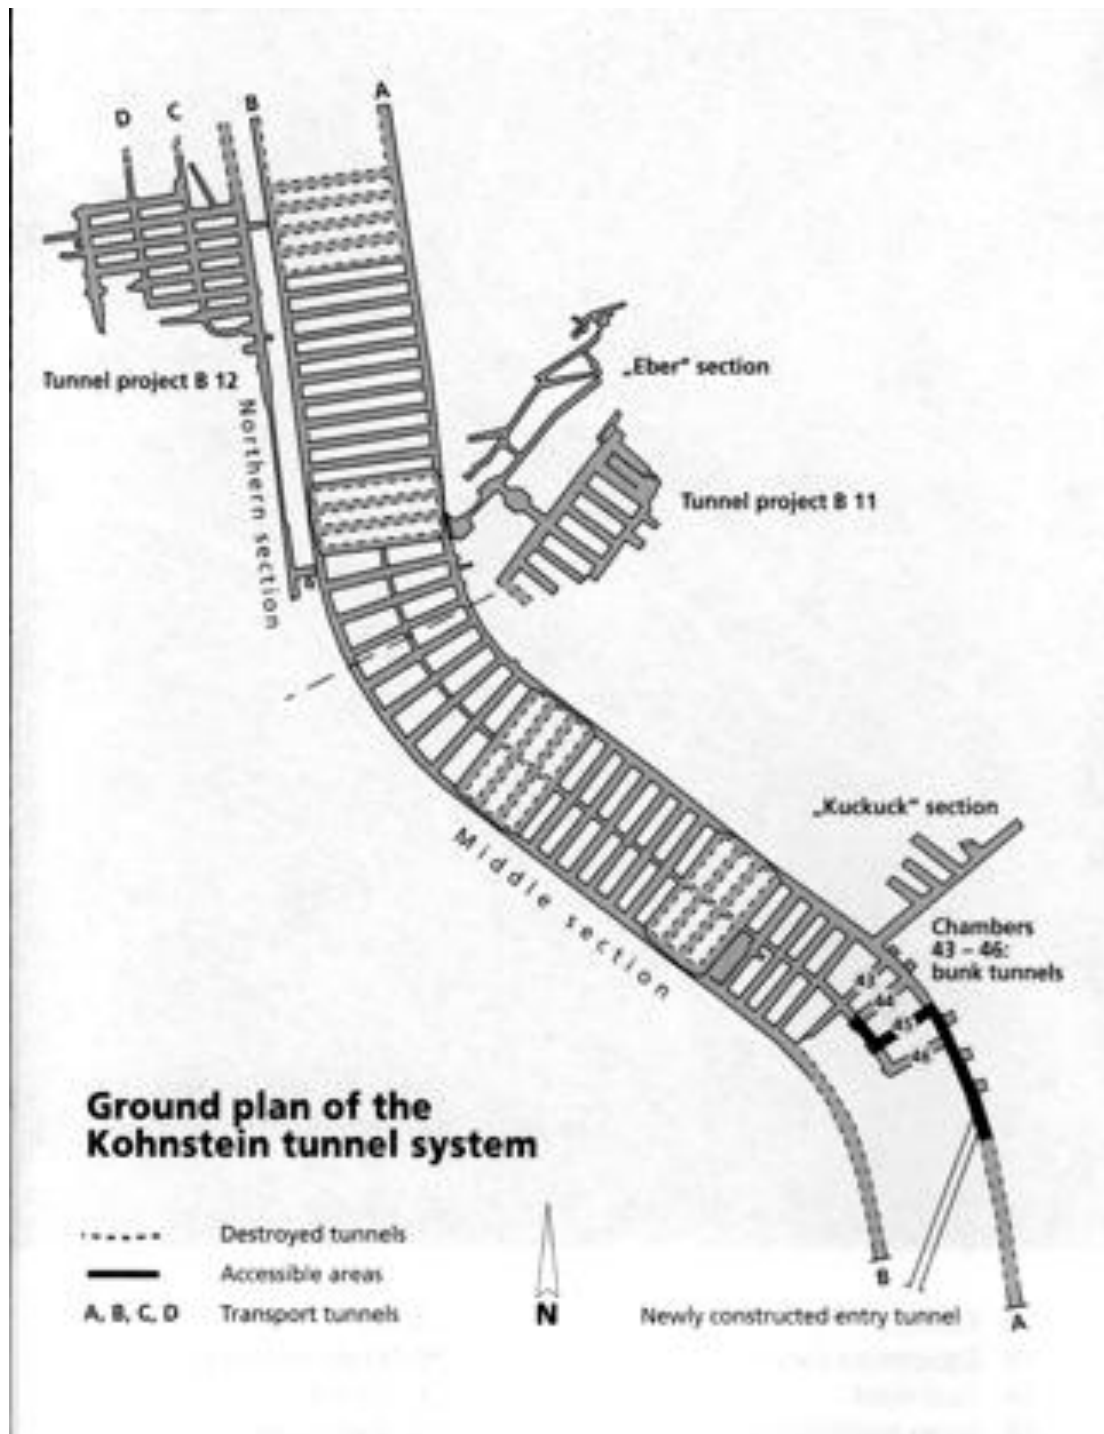 D
C
B
A
„Eber“ section
Tunnel project B 12
Tunnel project B 11
Northern section
„Kuckuck“ section
Middle section
Chambers
43 – 46:
bunk tunnels
43
44
45
46
Ground plan of the
Kohnstein tunnel system
Destroyed tunnels
Accessible areas
A, B, C, D Transport tunnels
N
B
Newly constructed entry tunnel
A